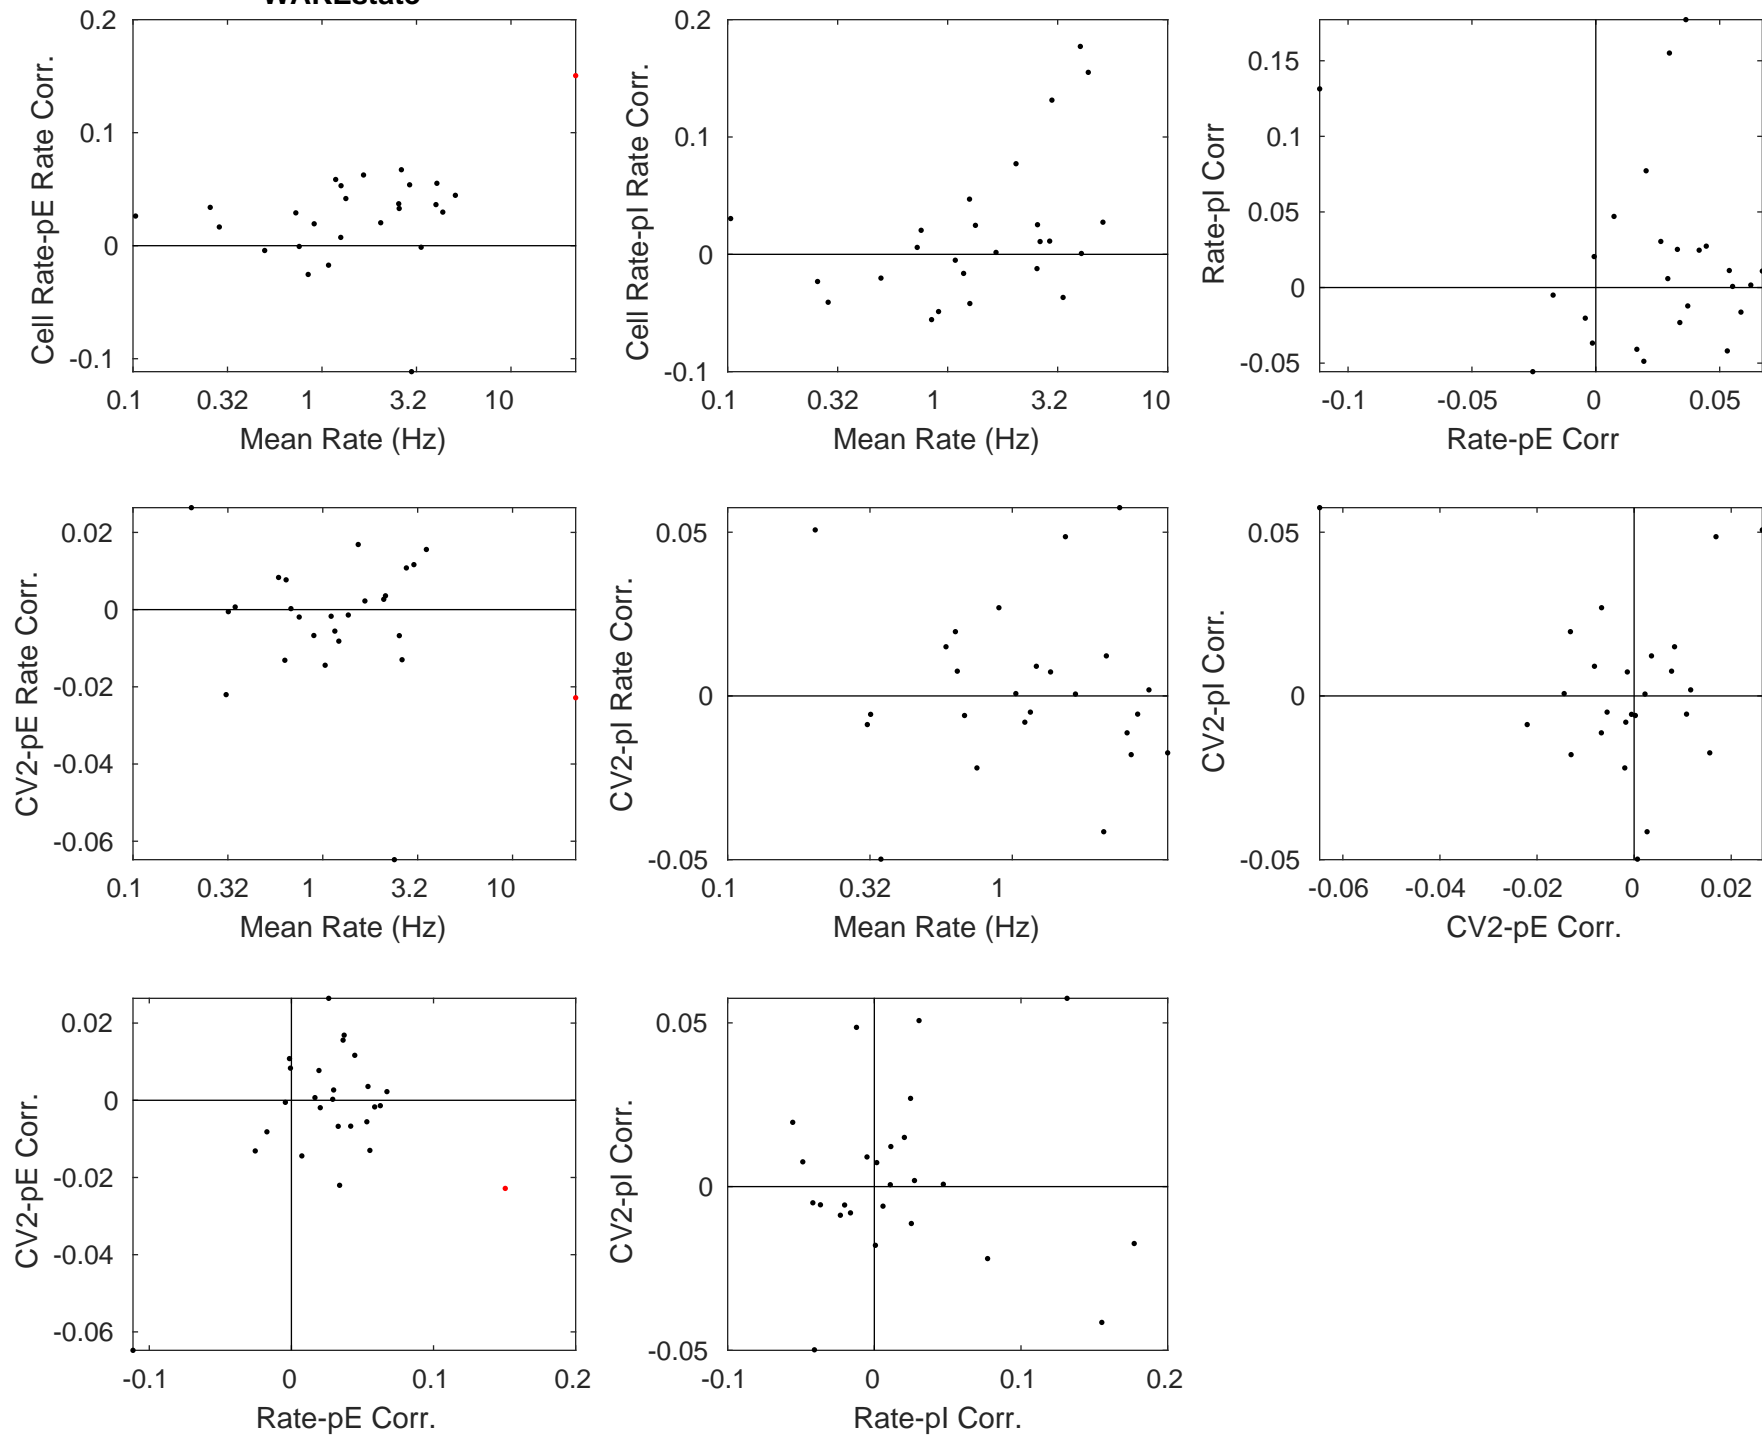 WAKEstate
0.2
0.1
0
-0.1
Cell Rate-pE Rate Corr.
0.1 0.32 1 3.2 10
Mean Rate (Hz)
0.2
0.1
0
-0.1
Cell Rate-pI Rate Corr.
0.1 0.32 1 3.2 10
Mean Rate (Hz)
0.15
0.1
0.05
0
-0.05
Rate-pI Corr
-0.1 -0.05 0 0.05
Rate-pE Corr
0.02
0
-0.02
-0.04
-0.06
CV2-pE Rate Corr.
0.1 0.32 1 3.2 10
Mean Rate (Hz)
0.05
0
-0.05
CV2-pI Rate Corr.
0.1 0.32 1
Mean Rate (Hz)
0.05
0
-0.05
CV2-pI Corr.
-0.06 -0.04 -0.02 0 0.02
CV2-pE Corr.
0.02
0
-0.02
-0.04
-0.06
CV2-pE Corr.
-0.1 0 0.1 0.2
Rate-pE Corr.
0.05
0
-0.05
CV2-pI Corr.
-0.1 0 0.1 0.2
Rate-pI Corr.